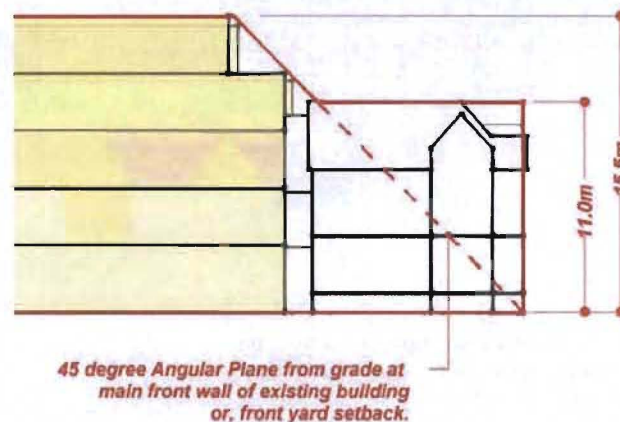 15.5m
11.0m
45 degree Angular Plane from grade at
main front wall of existing building
or, front yard setback.